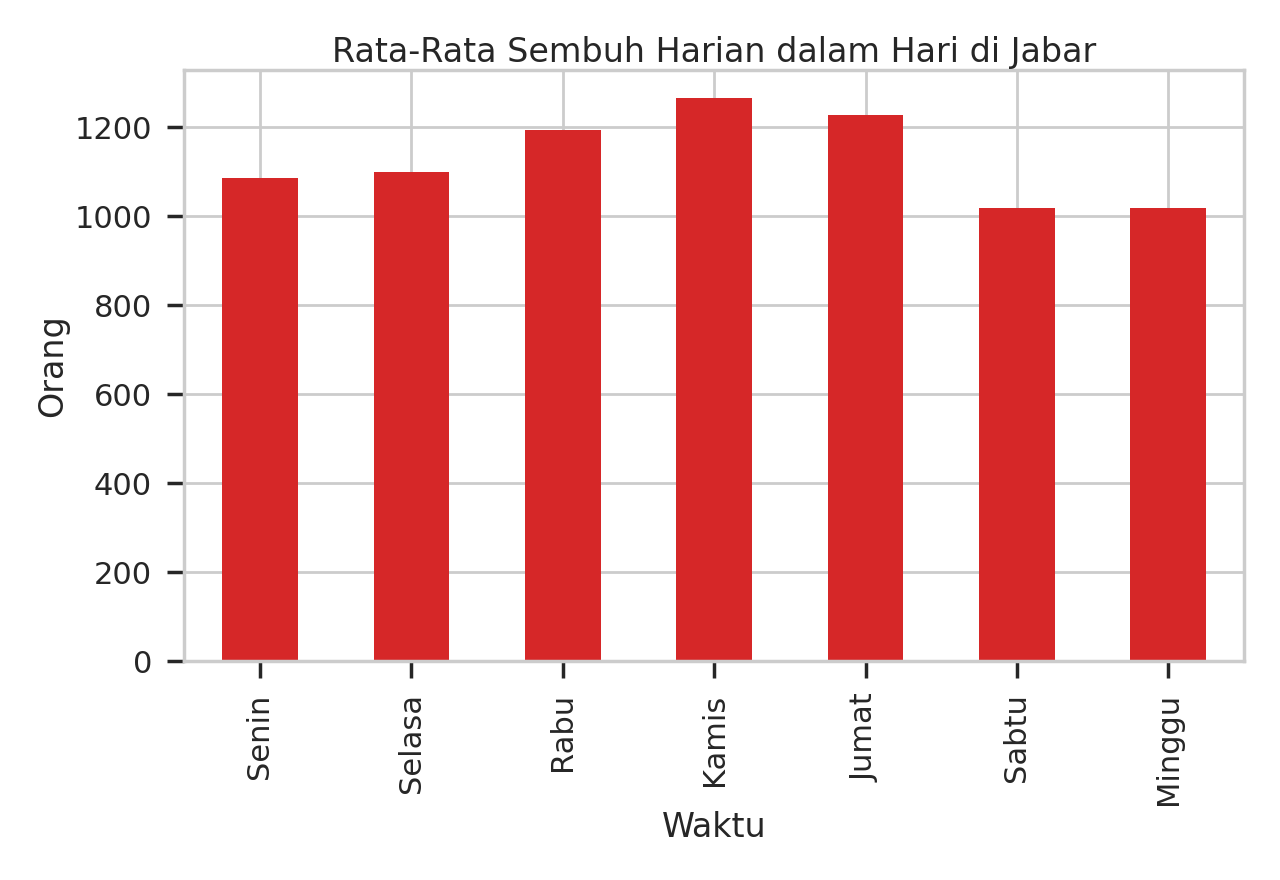 Rata-Rata Sembuh Harian dalam Hari di Jabar
1200
1000
800
600
400
200
0
Orang
Senin
Selasa
Rabu
Kamis
Jumat
Sabtu
Minggu
Waktu